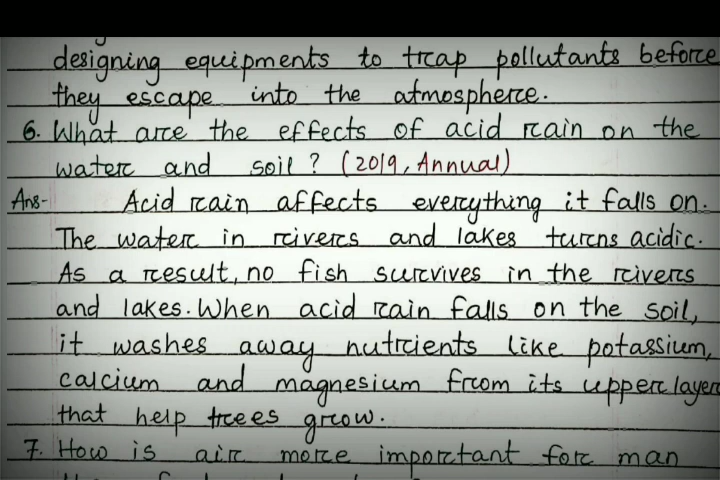 designing equipments to trap pollutants before
they escape into the atmosphere.
6. What are the effects of acid rain on the
water and soil? (2019, Annual)
Ans- Acid rain affects everything it falls on.
The water in rivers and lakes turns acidic.
As a result, no fish survives in the rivers
and lakes. When acid rain falls on the soil,
it washes away nutrients like potassium,
calcium and magnesium from its upper layer
that help trees grow.
7. How is air more important for man